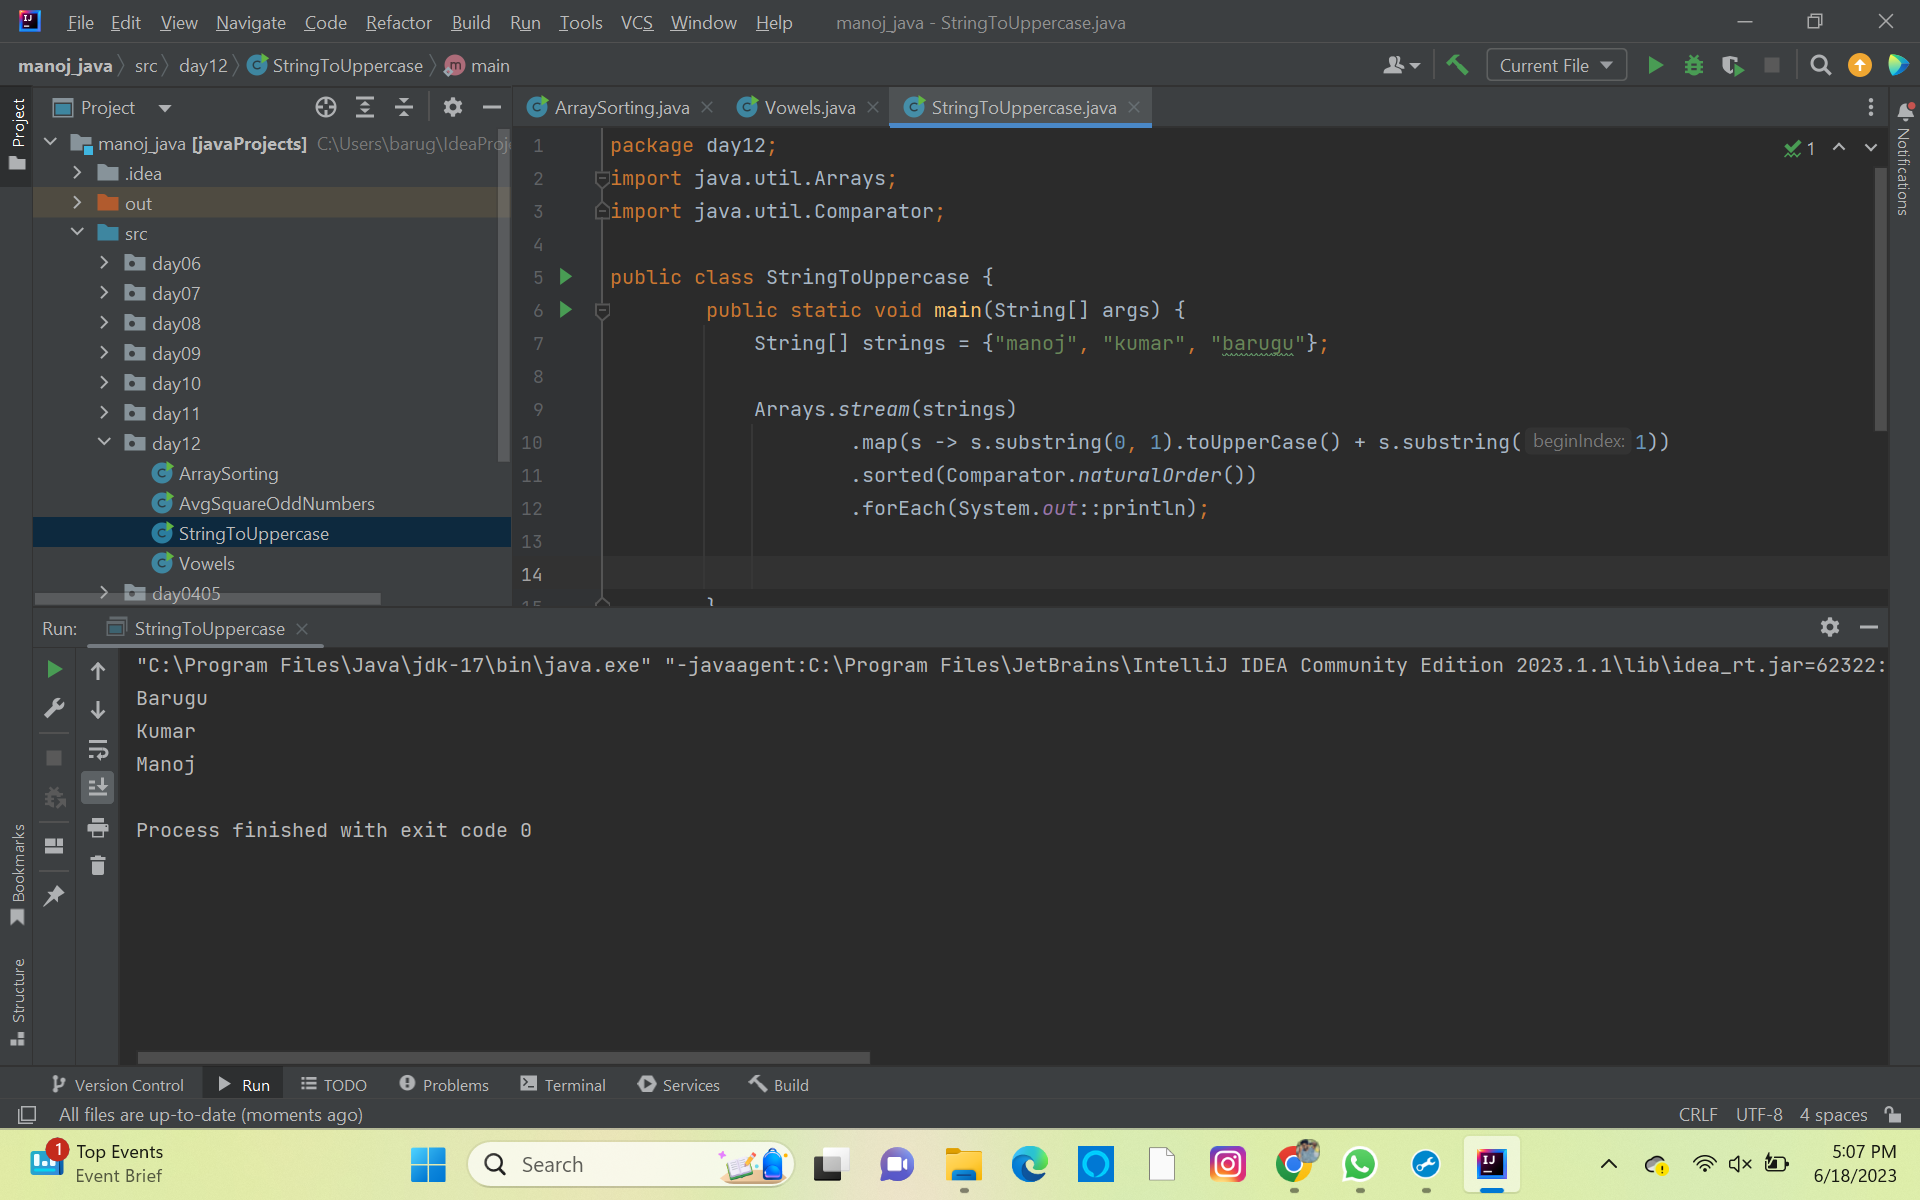 File Edit View Navigate Code Refactor Build Run Tools VCS Window Help manoj_java - StringToUppercase.java
manoj_java src day12 StringToUppercase main
Current File
Project
Project
ArraySorting.java Vowels.java StringToUppercase.java
Notifications
manoj_java [javaProjects] C:\Users\barug\IdeaProj
.idea
out
src
day06
day07
day08
day09
day10
day11
day12
ArraySorting
AvgSquareOddNumbers
StringToUppercase
Vowels
day0405
1
1 package day12;
2 import java.util.Arrays;
3 import java.util.Comparator;
4
5 public class StringToUppercase {
6 public static void main(String[] args) {
7 String[] strings = {"manoj", "kumar", "barugu"};
8
9 Arrays.stream(strings)
10 .map(s -> s.substring(0, 1).toUpperCase() + s.substring( beginIndex: 1))
11 .sorted(Comparator.naturalOrder())
12 .forEach(System.out::println);
13
14
15 }
Run: StringToUppercase
"C:\Program Files\Java\jdk-17\bin\java.exe" "-javaagent:C:\Program Files\JetBrains\IntelliJ IDEA Community Edition 2023.1.1\lib\idea_rt.jar=62322:
Barugu
Kumar
Manoj
Process finished with exit code 0
Bookmarks
Structure
Version Control Run TODO Problems Terminal Services Build
All files are up-to-date (moments ago)
CRLF UTF-8 4 spaces
1
Top Events
Event Brief
Search
IJ
5:07 PM
6/18/2023